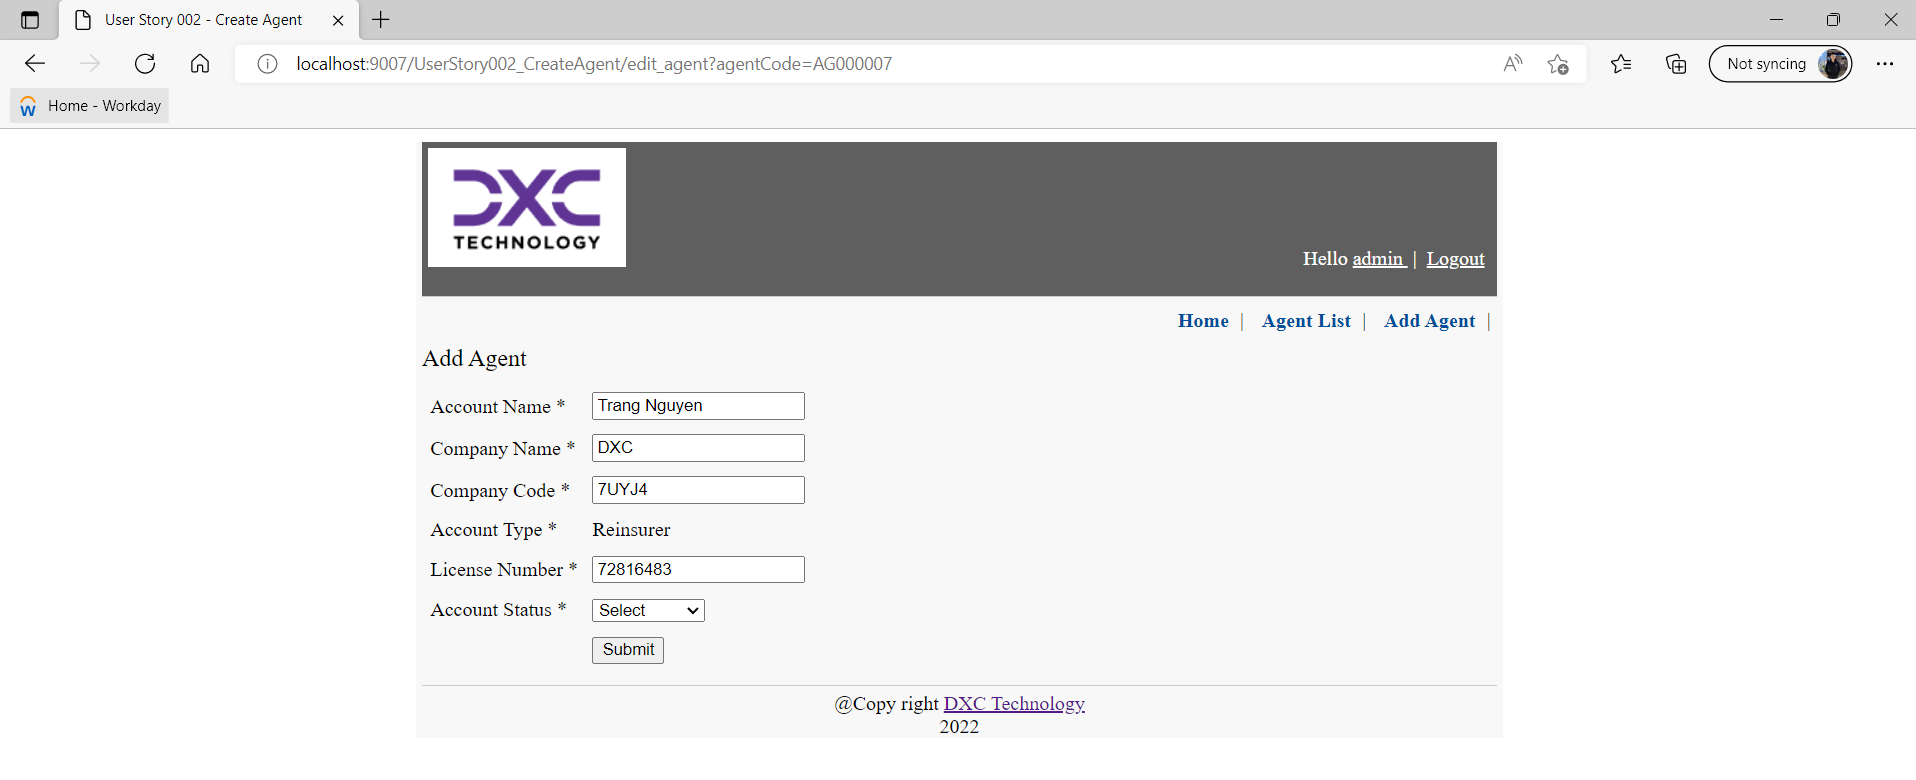 User Story 002 - Create Agent
localhost:9007/UserStory002_CreateAgent/edit_agent?agentCode=AG000007
Not syncing
Home - Workday
DXC
TECHNOLOGY
Hello admin | Logout
Home | Agent List | Add Agent |
Add Agent
Account Name * Trang Nguyen
Company Name * DXC
Company Code * 7UYJ4
Account Type * Reinsurer
License Number * 72816483
Account Status * Select
Submit
@Copy right DXC Technology
2022